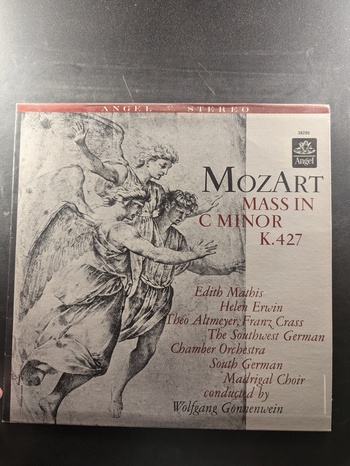 ANGEL STEREO
36205
Angel
MOZART
MASS IN
C MINOR
K.427
Edith Mathis
Helen Erwin
Theo Altmeyer, Franz Crass
The Southwest German
Chamber Orchestra
South German
Madrigal Choir
conducted by
Wolfgang Gönnenwein